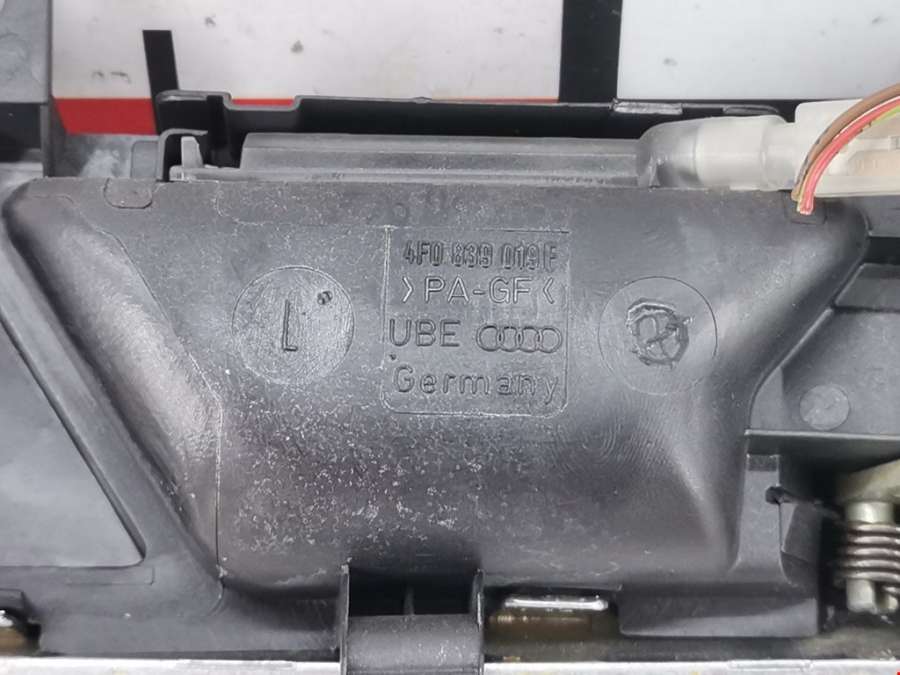 4F0 839 019 F
>PA-GF<
UBE
Germany
L